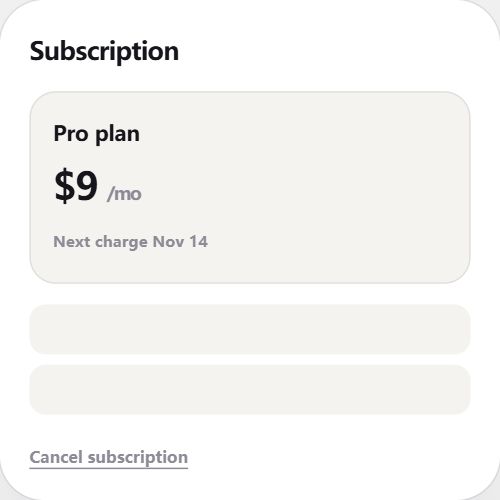 Subscription
Pro plan
$9 /mo
Next charge Nov 14
Cancel subscription